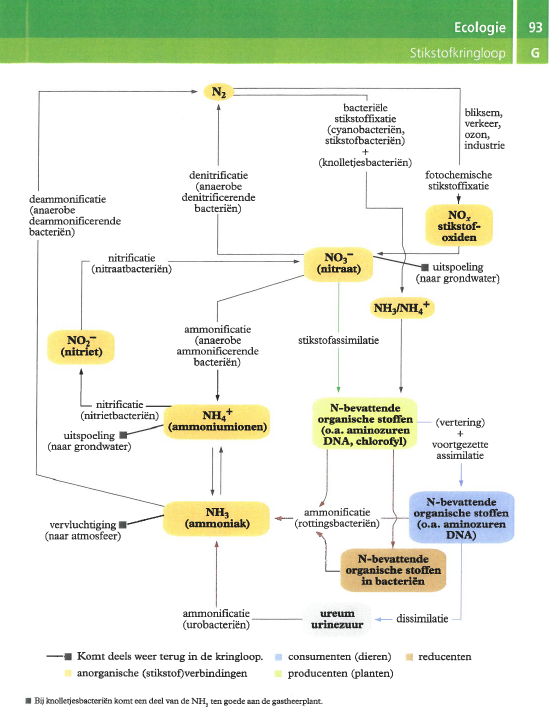 Ecologie 93
Stikstofkringloop G
N₂
bacteriële
stikstoffixatie
(cyanobacteriën,
stikstofbacteriën)
+
(knolletjesbacteriën)
bliksem,
verkeer,
ozon,
industrie
denitrificatie
(anaerobe
denitrificerende
bacteriën)
fotochemische
stikstoffixatie
deammonificatie
(anaerobe
deammonificerende
bacteriën)
NOₓ
stikstof-
oxiden
nitrificatie
(nitraatbacteriën)
NO₃⁻
(nitraat)
uitspoeling
(naar grondwater)
NH₃/NH₄⁺
NO₂⁻
(nitriet)
ammonificatie
(anaerobe
ammonificerende
bacteriën)
stikstofassimilatie
nitrificatie
(nitrietbacteriën)
NH₄⁺
(ammoniumionen)
uitspoeling
(naar grondwater)
N-bevattende
organische stoffen
(o.a. aminozuren
DNA, chlorofyl)
(vertering)
+
voortgezette
assimilatie
NH₃
(ammoniak)
vervluchtiging
(naar atmosfeer)
ammonificatie
(rottingsbacteriën)
N-bevattende
organische stoffen
(o.a. aminozuren
DNA)
N-bevattende
organische stoffen
in bacteriën
ammonificatie
(urobacteriën)
ureum
urinezuur
dissimilatie
Komt deels weer terug in de kringloop.
consumenten (dieren)
reducenten
anorganische (stikstof)verbindingen
producenten (planten)
Bij knolletjesbacteriën komt een deel van de NH₃ ten goede aan de gastheerplant.